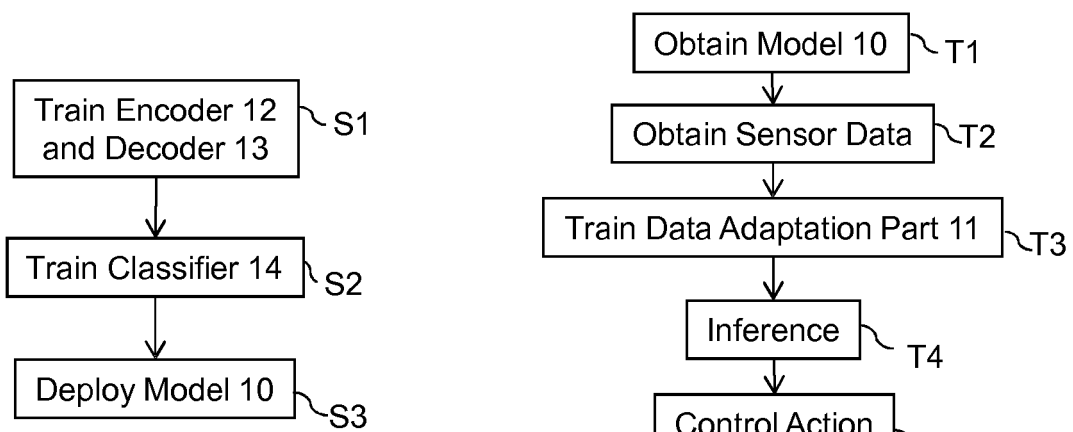 Train Encoder 12
and Decoder 13
S1
Train Classifier 14
S2
Deploy Model 10
S3
Obtain Model 10
T1
Obtain Sensor Data
T2
Train Data Adaptation Part 11
T3
Inference
T4
Control Action